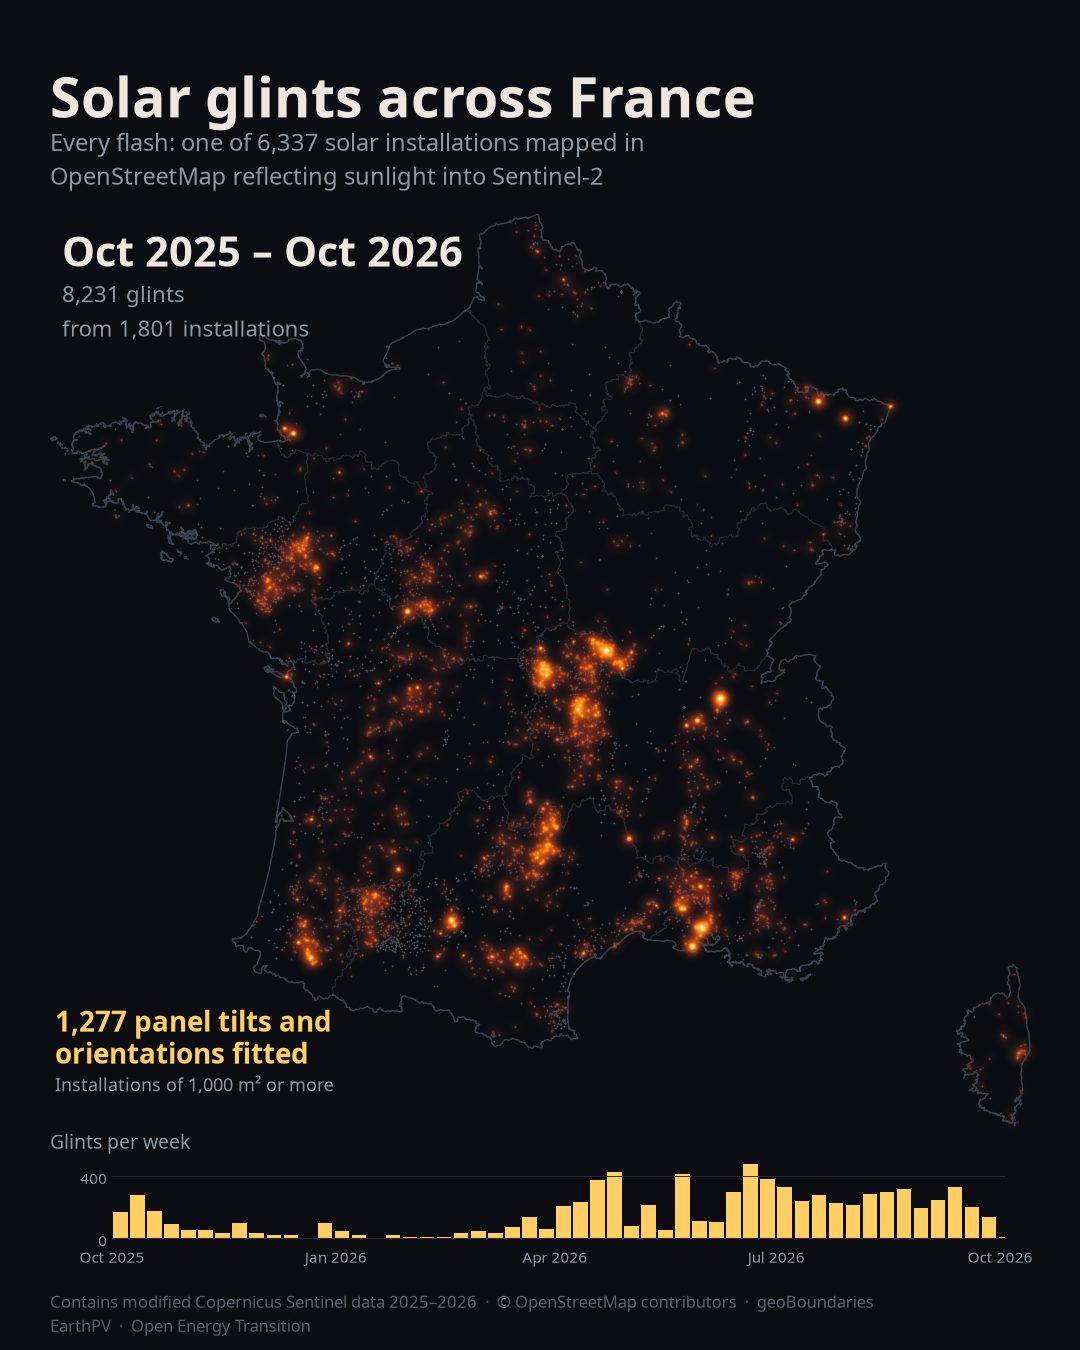 Solar glints across France
Every flash: one of 6,337 solar installations mapped in
OpenStreetMap reflecting sunlight into Sentinel-2
Oct 2025 – Oct 2026
8,231 glints
from 1,801 installations
1,277 panel tilts and
orientations fitted
Installations of 1,000 m² or more
Glints per week
400
0
Oct 2025 Jan 2026 Apr 2026 Jul 2026 Oct 2026
Contains modified Copernicus Sentinel data 2025–2026 · © OpenStreetMap contributors · geoBoundaries
EarthPV · Open Energy Transition